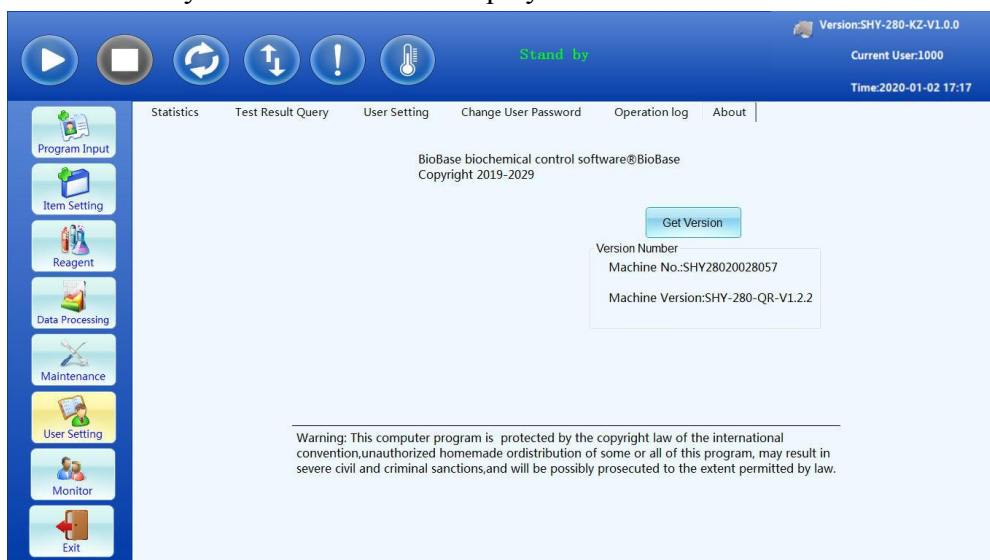 Version:SHY-280-KZ-V1.0.0
Stand by
Current User:1000
Time:2020-01-02 17:17
Statistics Test Result Query User Setting Change User Password Operation log About
Program Input
Item Setting
Reagent
Data Processing
Maintenance
User Setting
Monitor
Exit
BioBase biochemical control software®BioBase
Copyright 2019-2029
Get Version
Version Number
Machine No.:SHY28020028057
Machine Version:SHY-280-QR-V1.2.2
Warning: This computer program is protected by the copyright law of the international
convention,unauthorized homemade ordistribution of some or all of this program, may result in
severe civil and criminal sanctions,and will be possibly prosecuted to the extent permitted by law.